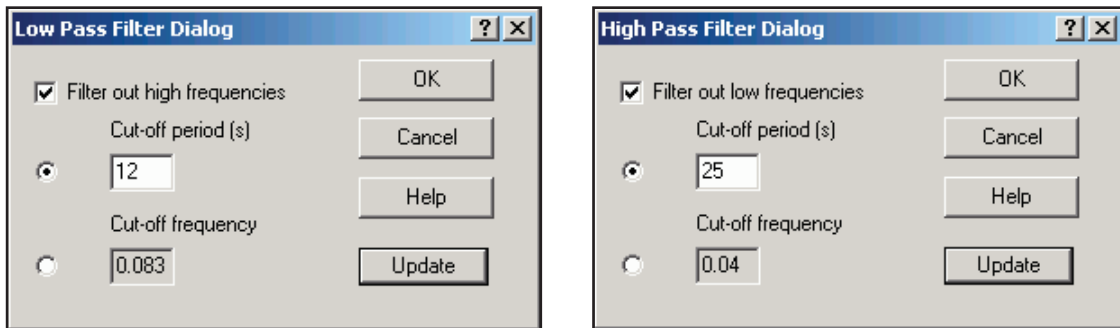 Low Pass Filter Dialog
? ×
Filter out high frequencies
OK
Cut-off period (s)
Cancel
12
Help
Cut-off frequency
0.083
Update
High Pass Filter Dialog
? ×
Filter out low frequencies
OK
Cut-off period (s)
Cancel
25
Help
Cut-off frequency
0.04
Update